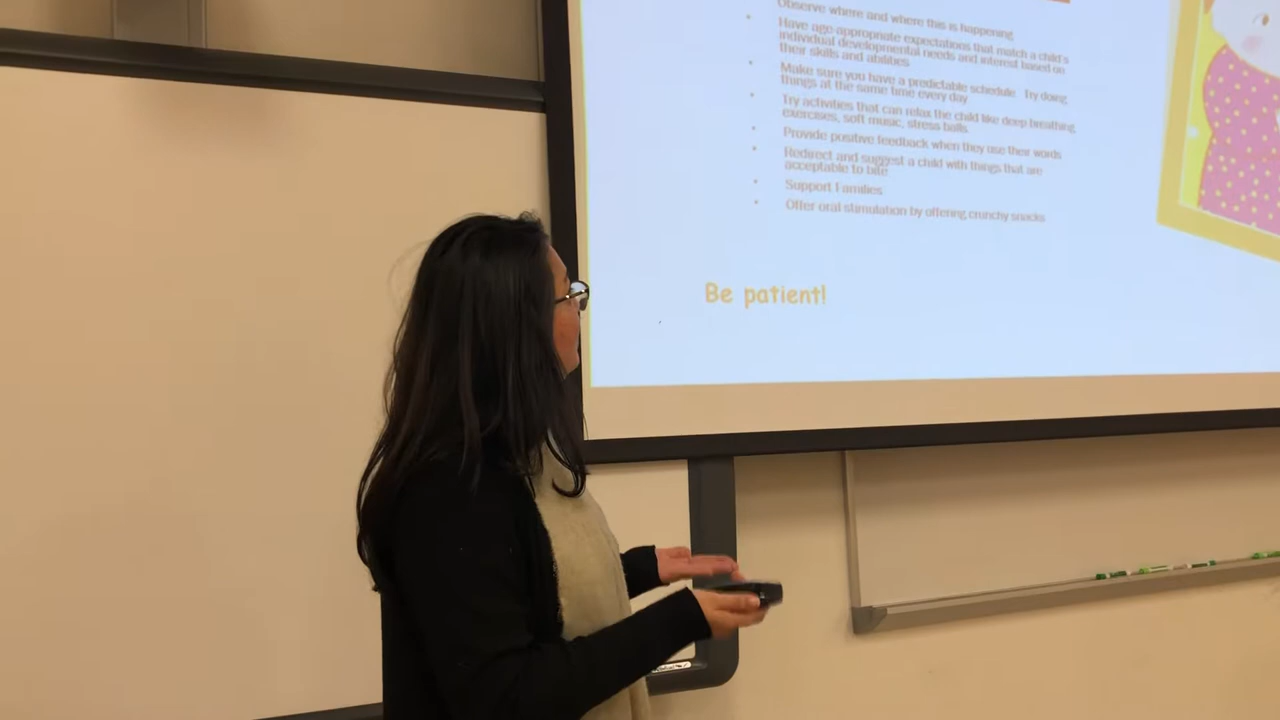 Observe where and where this is happening
Have age-appropriate expectations that match a child's
individual developmental needs and interest based on
their skills and abilities
Make sure you have a predictable schedule. Try doing
things at the same time every day
Try activities that can relax the child like deep breathing
exercises, soft music, stress balls.
Provide positive feedback when they use their words
Redirect and suggest a child with things that are
acceptable to bite
Support Families
Offer oral stimulation by offering crunchy snacks
Be patient!